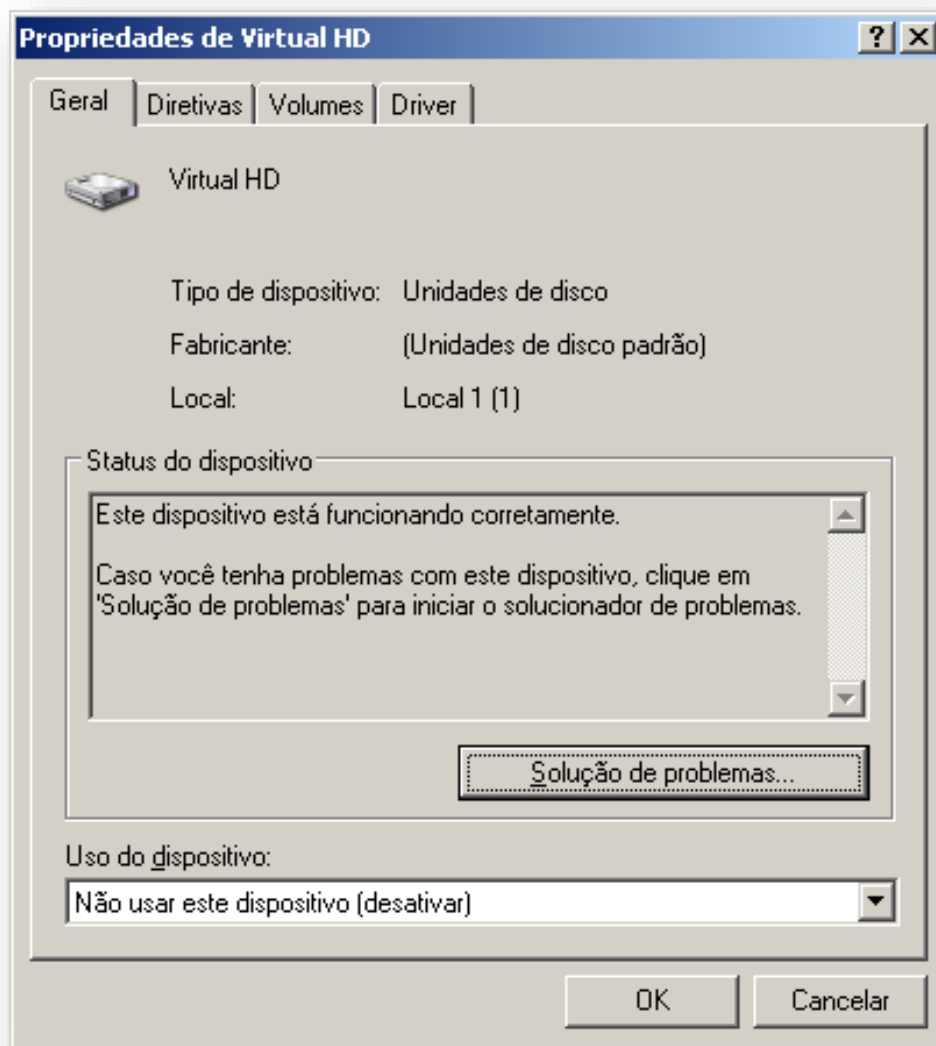 Propriedades de Virtual HD
Geral Diretivas Volumes Driver
Virtual HD
Tipo de dispositivo: Unidades de disco
Fabricante: (Unidades de disco padrão)
Local: Local 1 (1)
Status do dispositivo
Este dispositivo está funcionando corretamente.
Caso você tenha problemas com este dispositivo, clique em
'Solução de problemas' para iniciar o solucionador de problemas.
Solução de problemas...
Uso do dispositivo:
Não usar este dispositivo (desativar)
OK Cancelar